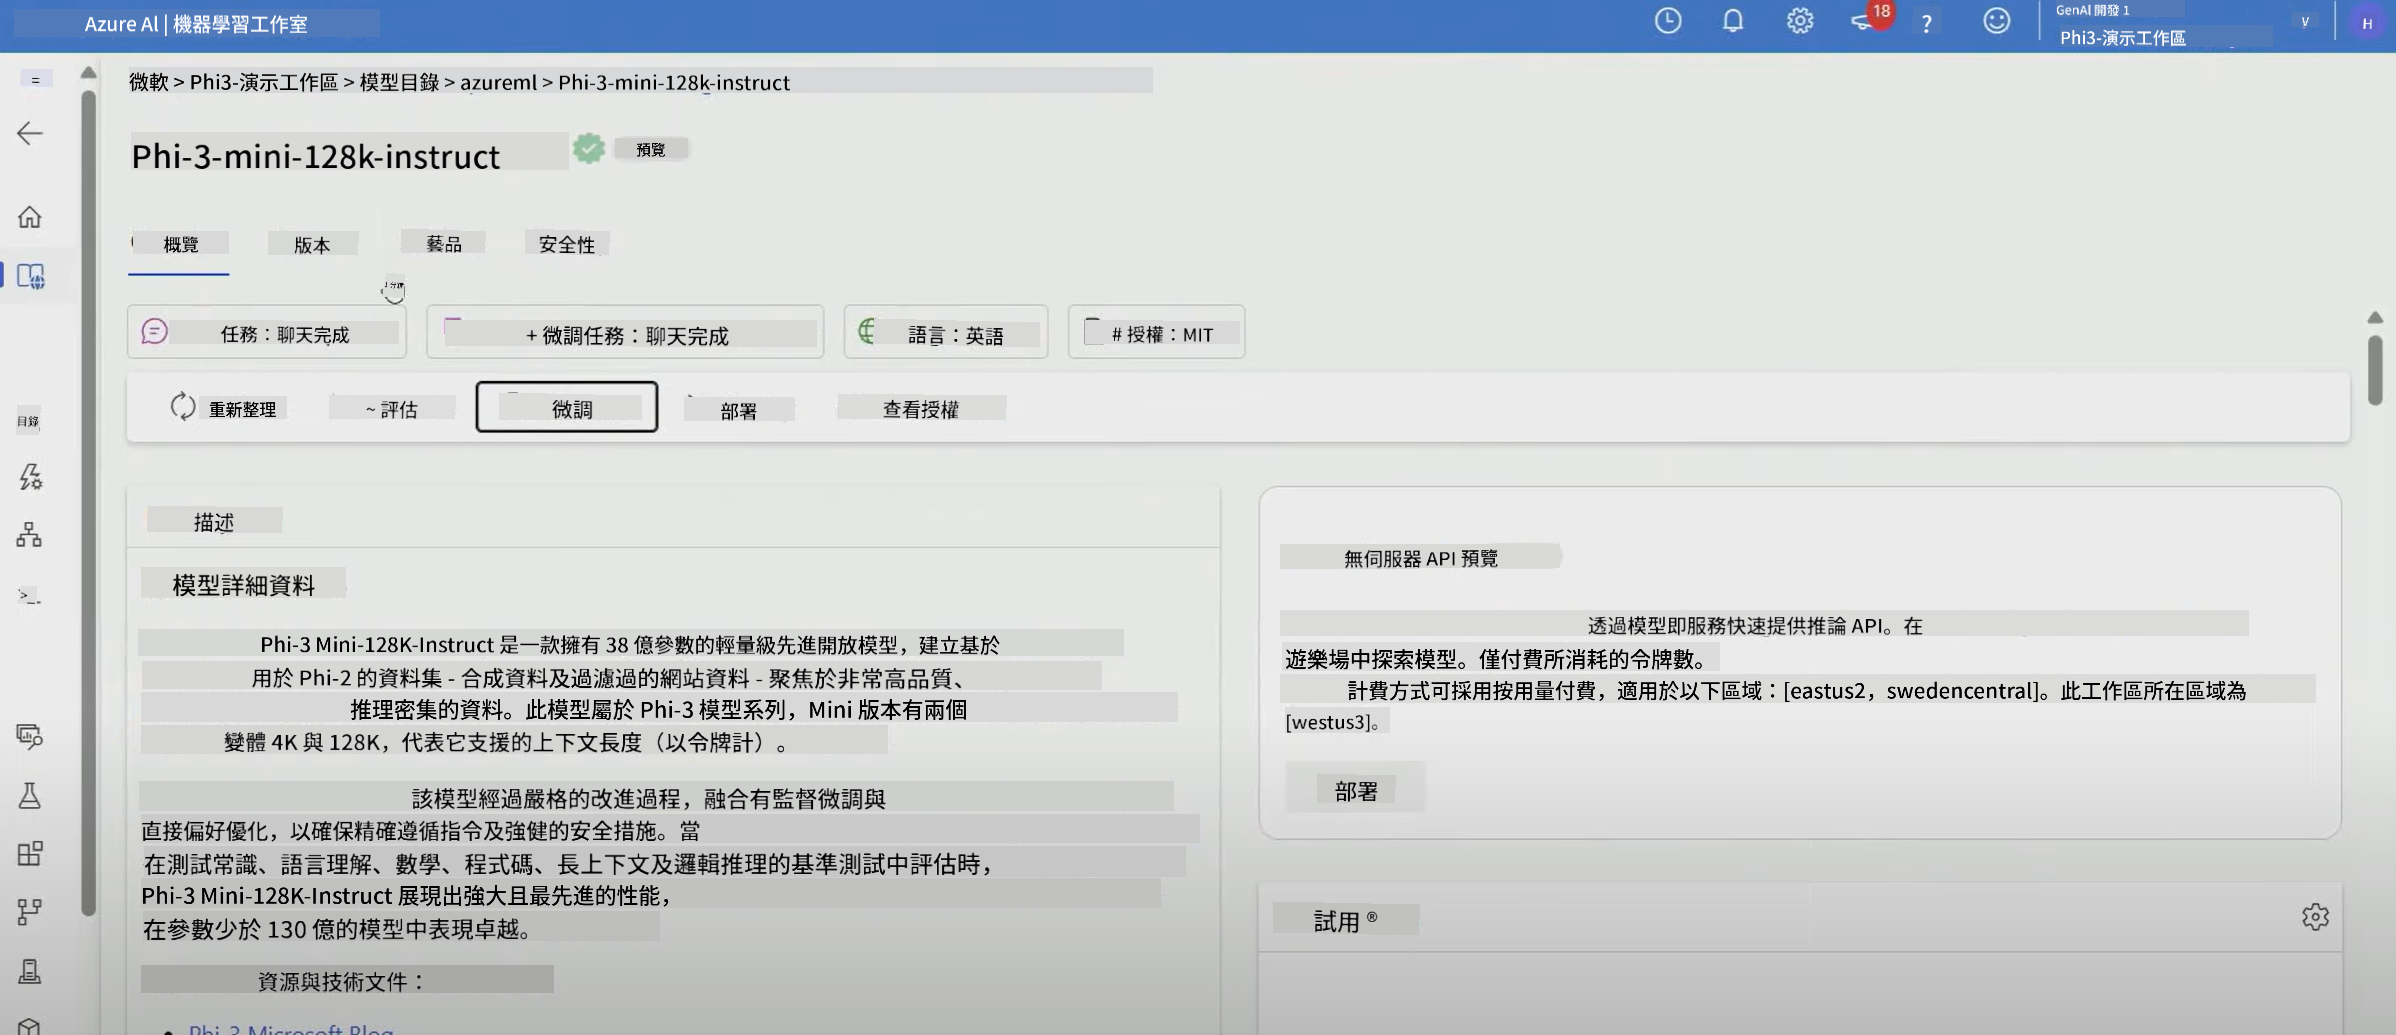 Azure AI | 機器學習工作室
18
?
GenAI 開發 1
Phi3-演示工作區
v
H
=
微軟 > Phi3-演示工作區 > 模型目錄 > azureml > Phi-3-mini-128k-instruct
Phi-3-mini-128k-instruct
預覽
概覽
版本
藝品
安全性
任務：聊天完成
+ 微調任務：聊天完成
語言：英語
# 授權：MIT
重新整理
~ 評估
微調
部署
查看授權
目錄
>_
描述
模型詳細資料
Phi-3 Mini-128K-Instruct 是一款擁有 38 億參數的輕量級先進開放模型，建立基於
用於 Phi-2 的資料集 - 合成資料及過濾過的網站資料 - 聚焦於非常高品質、
推理密集的資料。此模型屬於 Phi-3 模型系列，Mini 版本有兩個
變體 4K 與 128K，代表它支援的上下文長度（以令牌計）。
該模型經過嚴格的改進過程，融合有監督微調與
直接偏好優化，以確保精確遵循指令及強健的安全措施。當
在測試常識、語言理解、數學、程式碼、長上下文及邏輯推理的基準測試中評估時，
Phi-3 Mini-128K-Instruct 展現出強大且最先進的性能，
在參數少於 130 億的模型中表現卓越。
資源與技術文件：
• Phi-3 Microsoft Blog
無伺服器 API 預覽
透過模型即服務快速提供推論 API。在
遊樂場中探索模型。僅付費所消耗的令牌數。
計費方式可採用按用量付費，適用於以下區域：[eastus2，swedencentral]。此工作區所在區域為
[westus3]。
部署
試用 ®